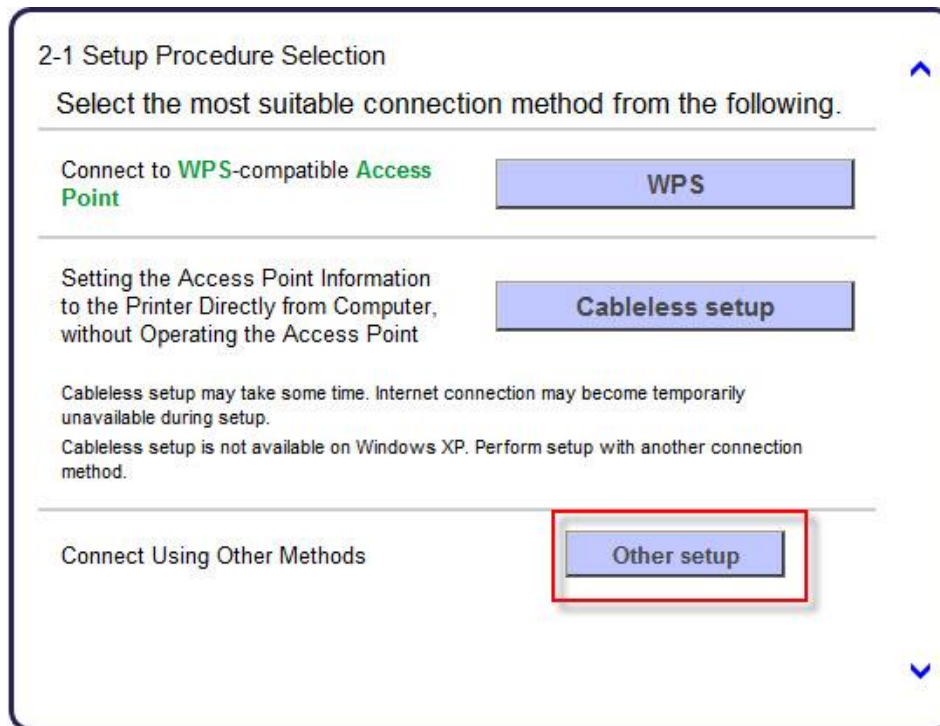 2-1 Setup Procedure Selection
Select the most suitable connection method from the following.
Connect to WPS-compatible Access
Point
WPS
Setting the Access Point Information
to the Printer Directly from Computer,
without Operating the Access Point
Cableless setup
Cableless setup may take some time. Internet connection may become temporarily
unavailable during setup.
Cableless setup is not available on Windows XP. Perform setup with another connection
method.
Connect Using Other Methods
Other setup